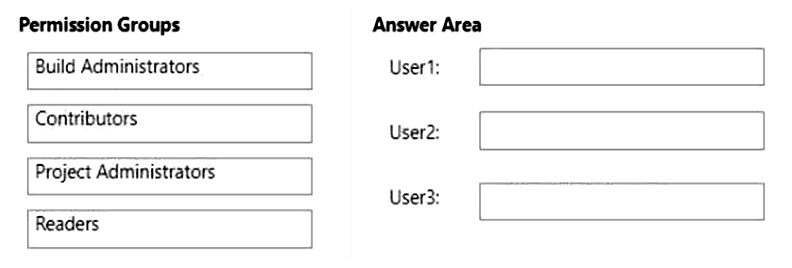 Permission Groups
Build Administrators
Contributors
Project Administrators
Readers
Answer Area
User1:
User2:
User3: